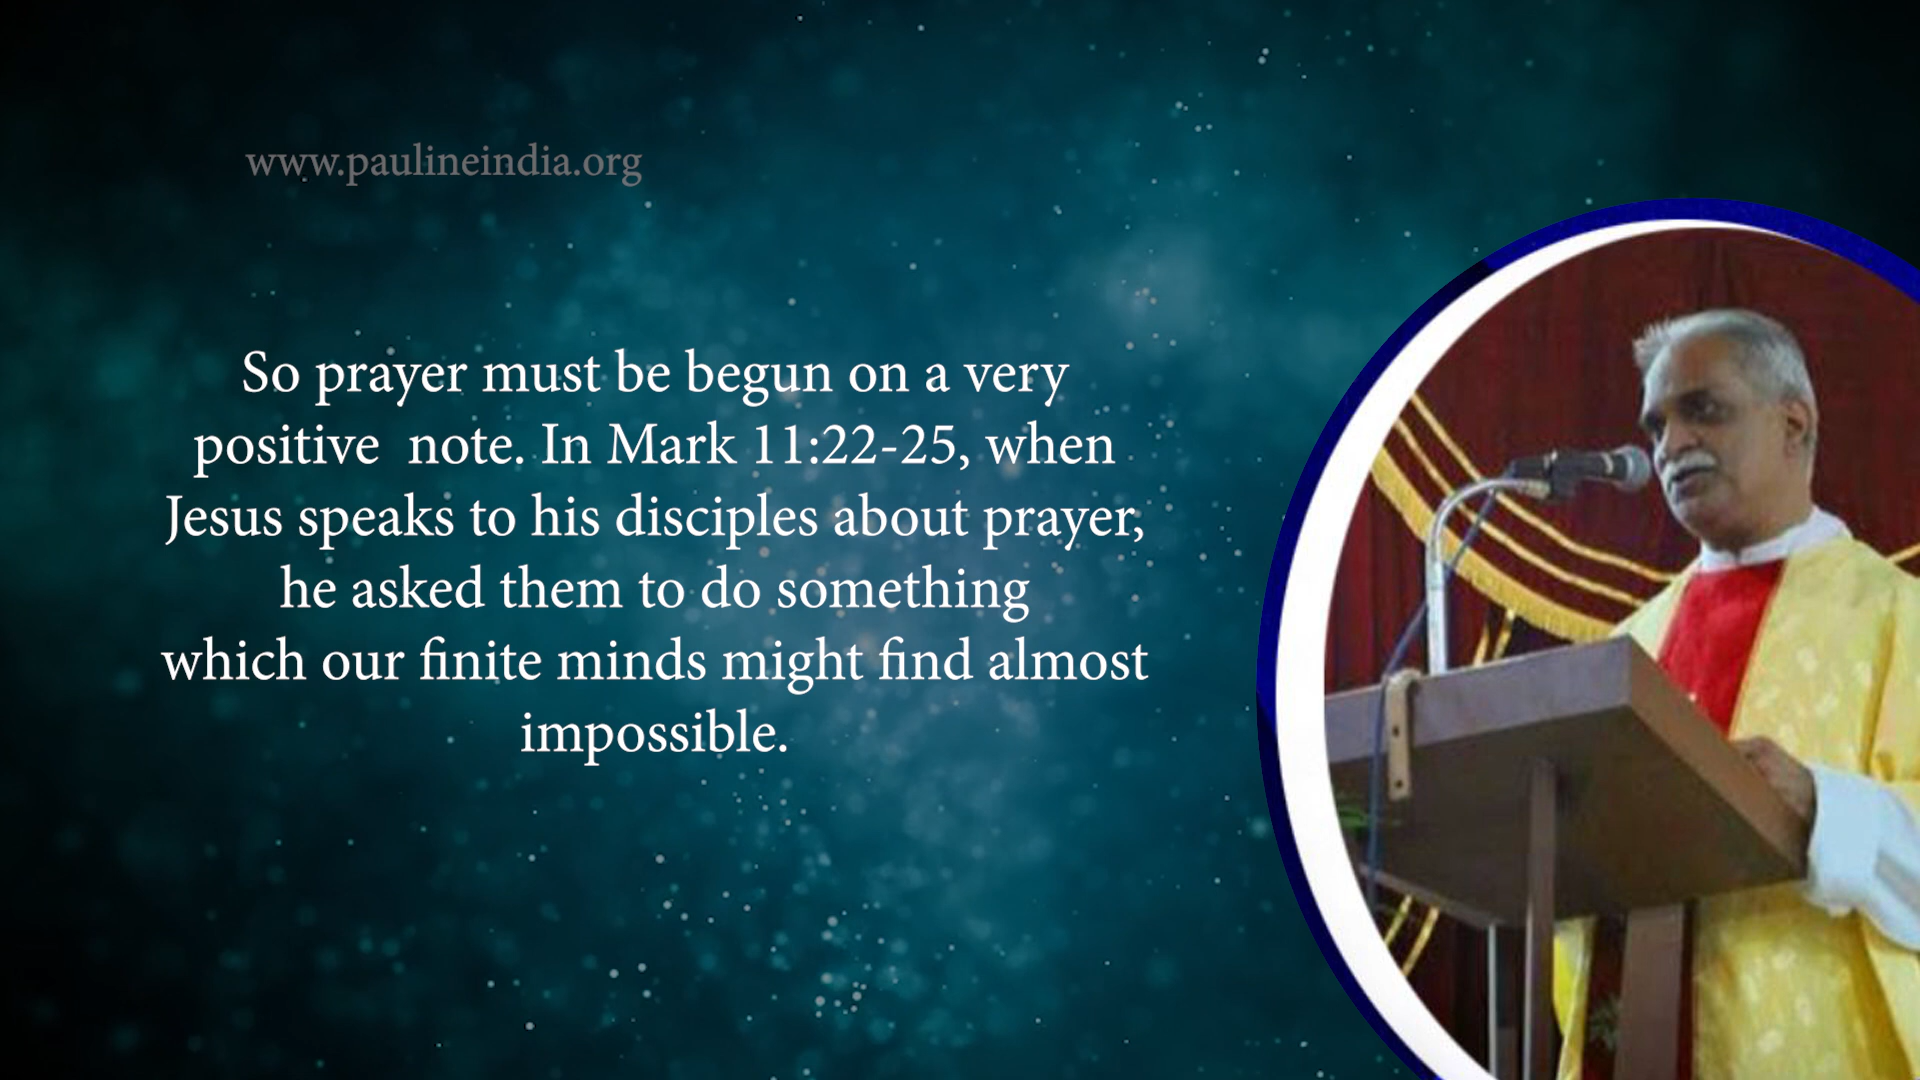 www.paulineindia.org
So prayer must be begun on a very
positive  note. In Mark 11:22-25, when
Jesus speaks to his disciples about prayer,
he asked them to do something
which our finite minds might find almost
impossible.